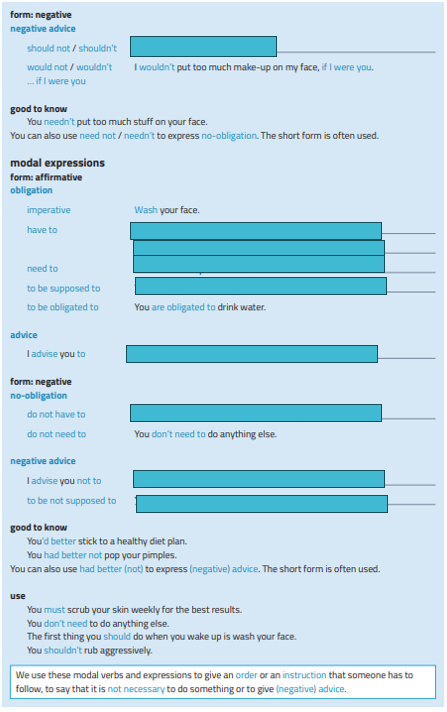 form: negative
negative advice
should not / shouldn't
would not / wouldn't I wouldn't put too much make-up on my face, if I were you.
... if I were you
good to know
You needn't put too much stuff on your face.
You can also use need not / needn't to express no-obligation. The short form is often used.
modal expressions
form: affirmative
obligation
imperative Wash your face.
have to
need to
to be supposed to
to be obligated to You are obligated to drink water.
advice
I advise you to
form: negative
no-obligation
do not have to
do not need to You don't need to do anything else.
negative advice
I advise you not to
to be not supposed to
good to know
You'd better stick to a healthy diet plan.
You had better not pop your pimples.
You can also use had better (not) to express (negative) advice. The short form is often used.
use
You must scrub your skin weekly for the best results.
You don't need to do anything else.
The first thing you should do when you wake up is wash your face.
You shouldn't rub aggressively.
We use these modal verbs and expressions to give an order or an instruction that someone has to
follow, to say that it is not necessary to do something or to give (negative) advice.